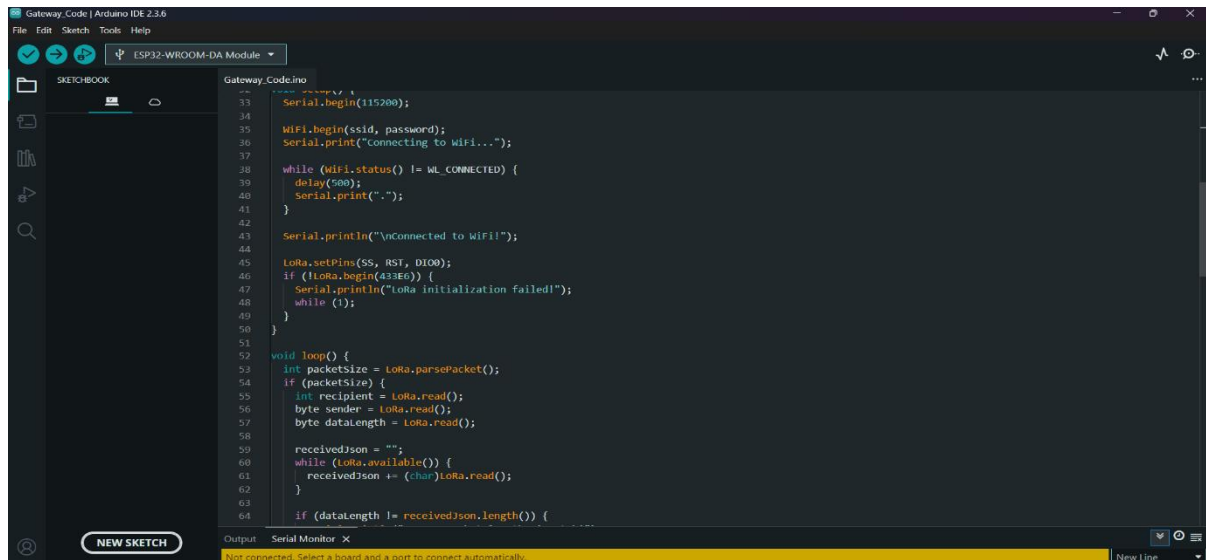 Gateway_Code | Arduino IDE 2.3.6
File Edit Sketch Tools Help
ESP32-WROOM-DA Module
SKETCHBOOK
Gateway_Code.ino
...
32 void setup() {
33 Serial.begin(115200);
34
35 WiFi.begin(ssid, password);
36 Serial.print("Connecting to WiFi...");
37
38 while (WiFi.status() != WL_CONNECTED) {
39 delay(500);
40 Serial.print(".");
41 }
42
43 Serial.println("\nConnected to WiFi!");
44
45 LoRa.setPins(SS, RST, DIO0);
46 if (!LoRa.begin(433E6)) {
47 Serial.println("LoRa initialization failed!");
48 while (1);
49 }
50 }
51
52 void loop() {
53 int packetSize = LoRa.parsePacket();
54 if (packetSize) {
55 int recipient = LoRa.read();
56 byte sender = LoRa.read();
57 byte dataLength = LoRa.read();
58
59 receivedJson = "";
60 while (LoRa.available()) {
61 receivedJson += (char)LoRa.read();
62 }
63
64 if (dataLength != receivedJson.length()) {
NEW SKETCH
Output Serial Monitor X
Not connected. Select a board and a port to connect automatically.
New Line